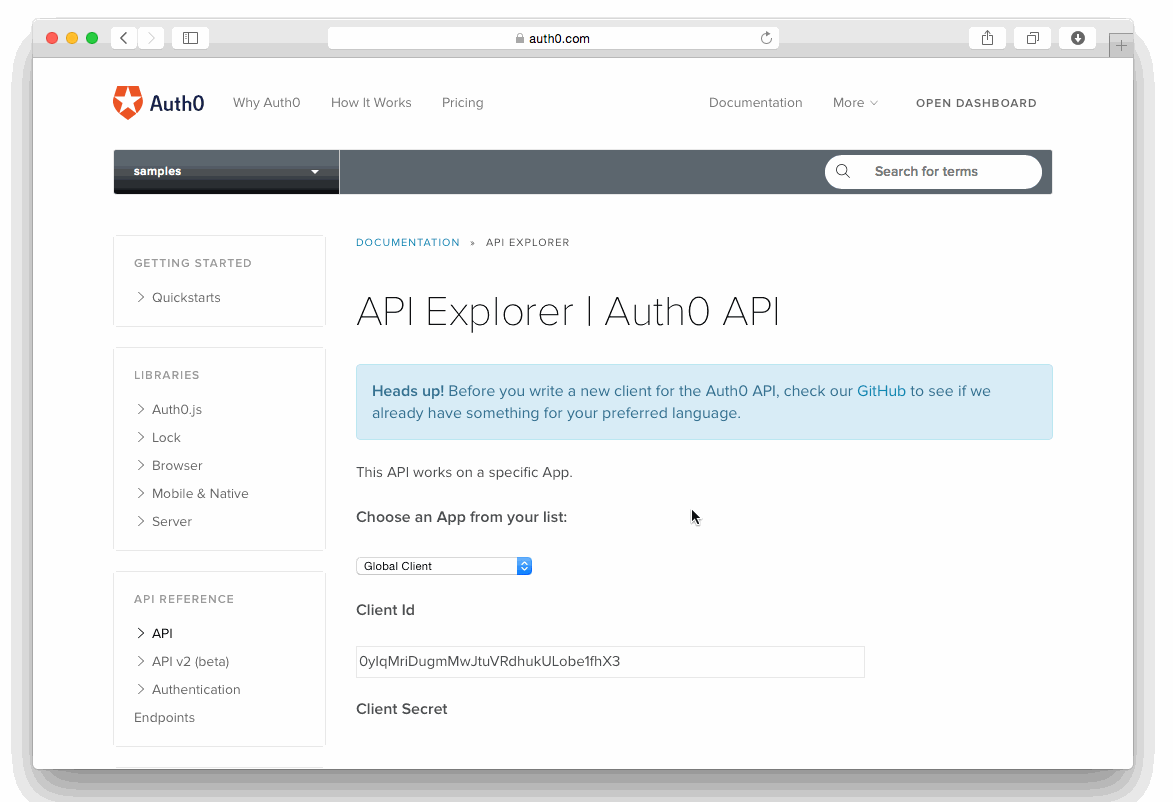 auth0.com
Auth0
Why Auth0
How It Works
Pricing
Documentation
More
OPEN DASHBOARD
samples
Search for terms
GETTING STARTED
Quickstarts
LIBRARIES
Auth0.js
Lock
Browser
Mobile & Native
Server
API REFERENCE
API
API v2 (beta)
Authentication
Endpoints
DOCUMENTATION » API EXPLORER
API Explorer | Auth0 API
Heads up! Before you write a new client for the Auth0 API, check our GitHub to see if we
already have something for your preferred language.
This API works on a specific App.
Choose an App from your list:
Global Client
Client Id
0yIqMriDugmMwJtuVRdhukULobe1fhX3
Client Secret